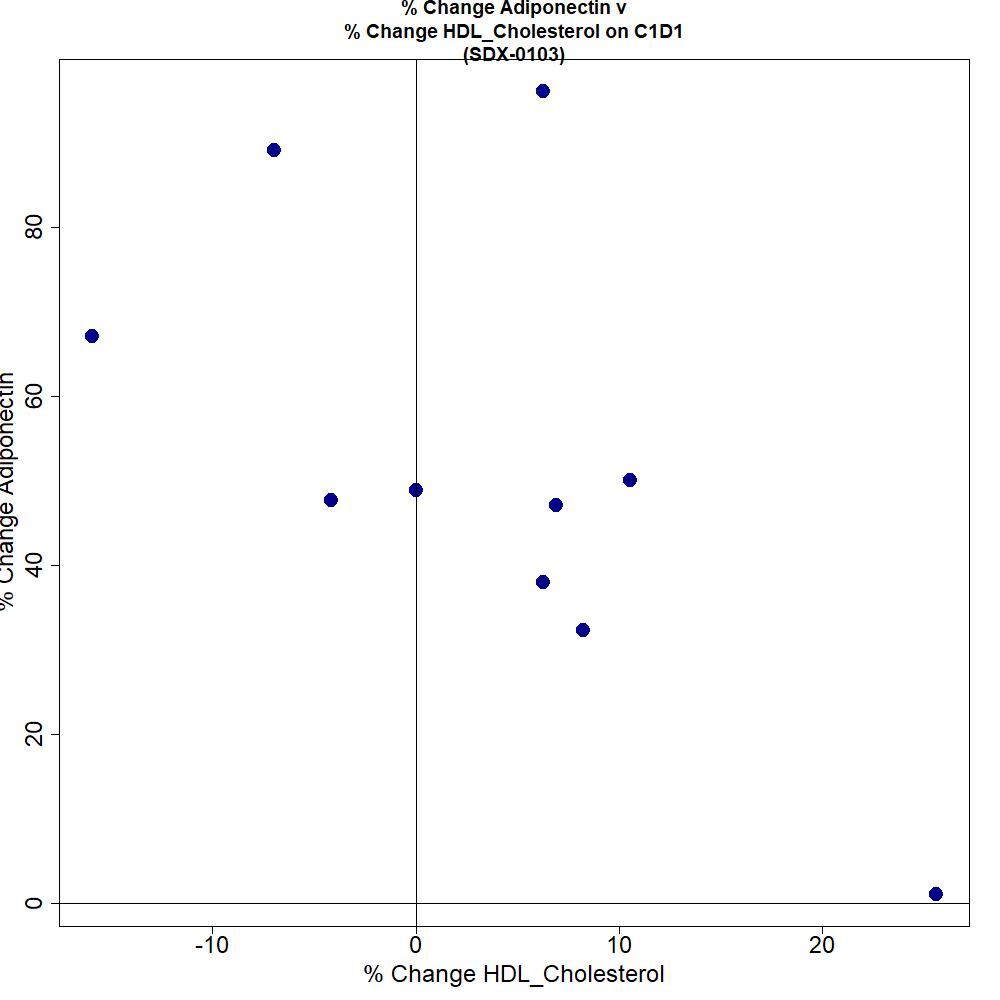 % Change Adiponectin v
% Change HDL_Cholesterol on C1D1
(SDX-0103)
% Change Adiponectin
80
60
40
20
0
-10 0 10 20
% Change HDL_Cholesterol